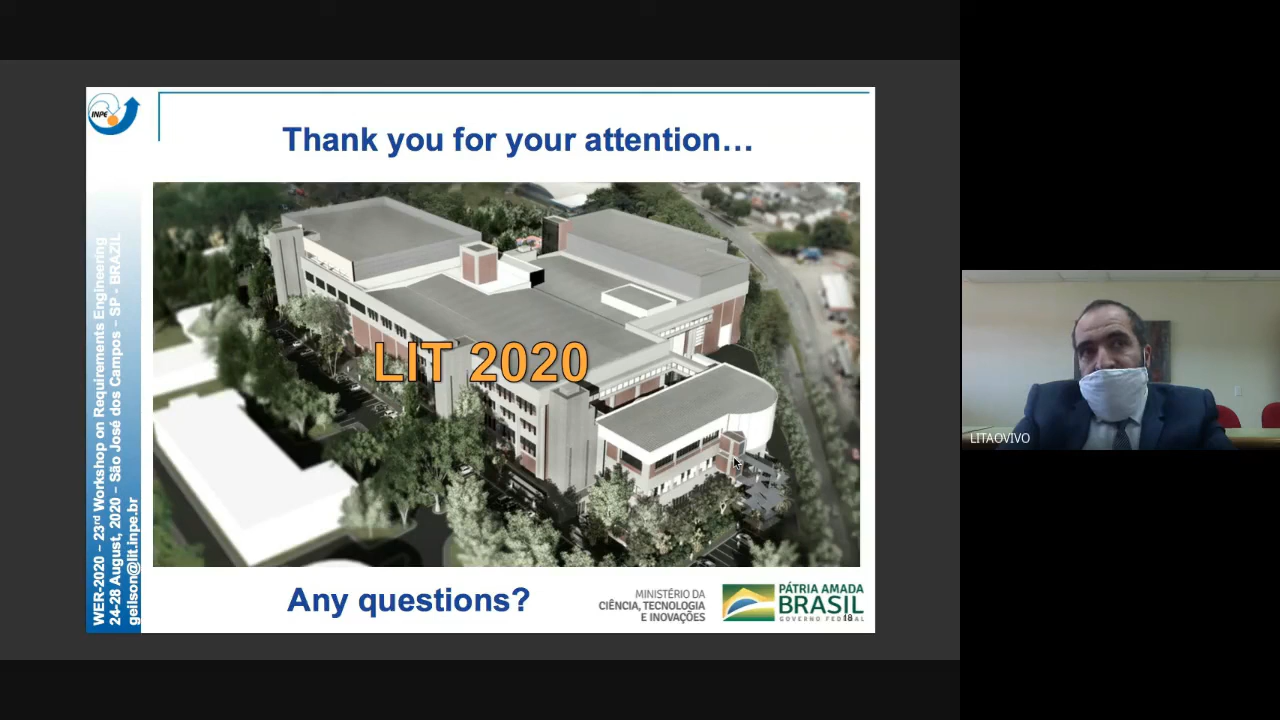 INPE
Thank you for your attention…
LIT 2020
WER-2020 – 23rd Workshop on Requirements Engineering
24-28 August, 2020 – São José dos Campos – SP - BRAZIL
geilson@lit.inpe.br
Any questions?
MINISTÉRIO DA
CIÊNCIA, TECNOLOGIA
E INOVAÇÕES
PÁTRIA AMADA
BRASIL
GOVERNO FEDERAL
18
LITAOVIVO